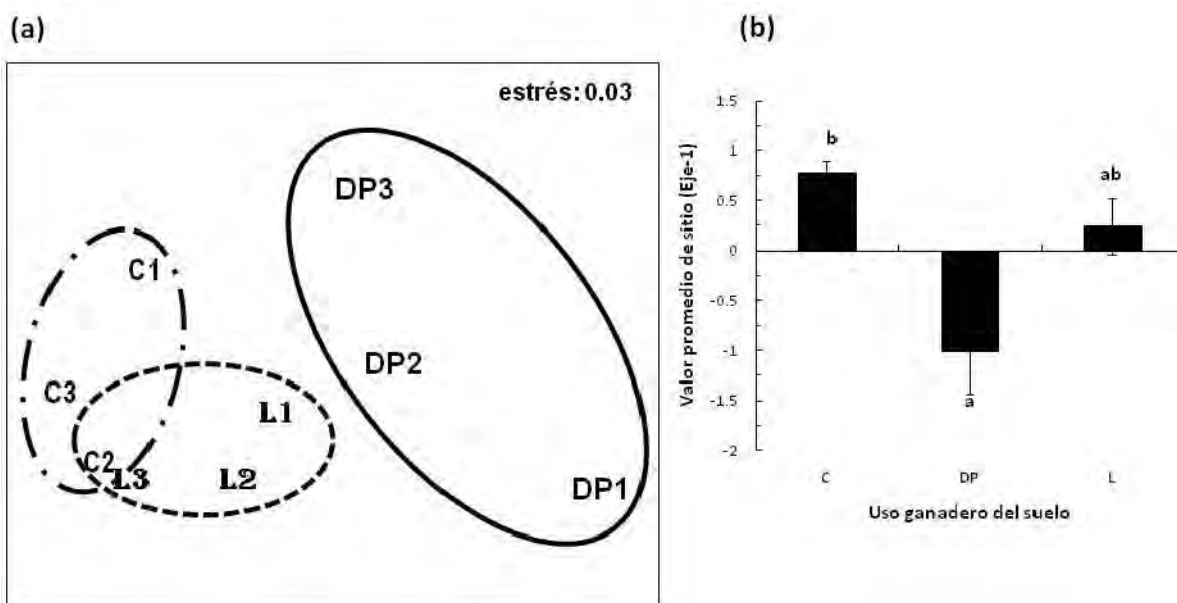 (a)
estrés: 0.03
DP3
C1
DP2
C3
L1
C2
L3
L2
DP1
(b)
Valor promedio de sitio (Eje-1)
1.5
1
0.5
0
-0.5
-1
-1.5
-2
b
ab
a
C
DP
L
Uso ganadero del suelo